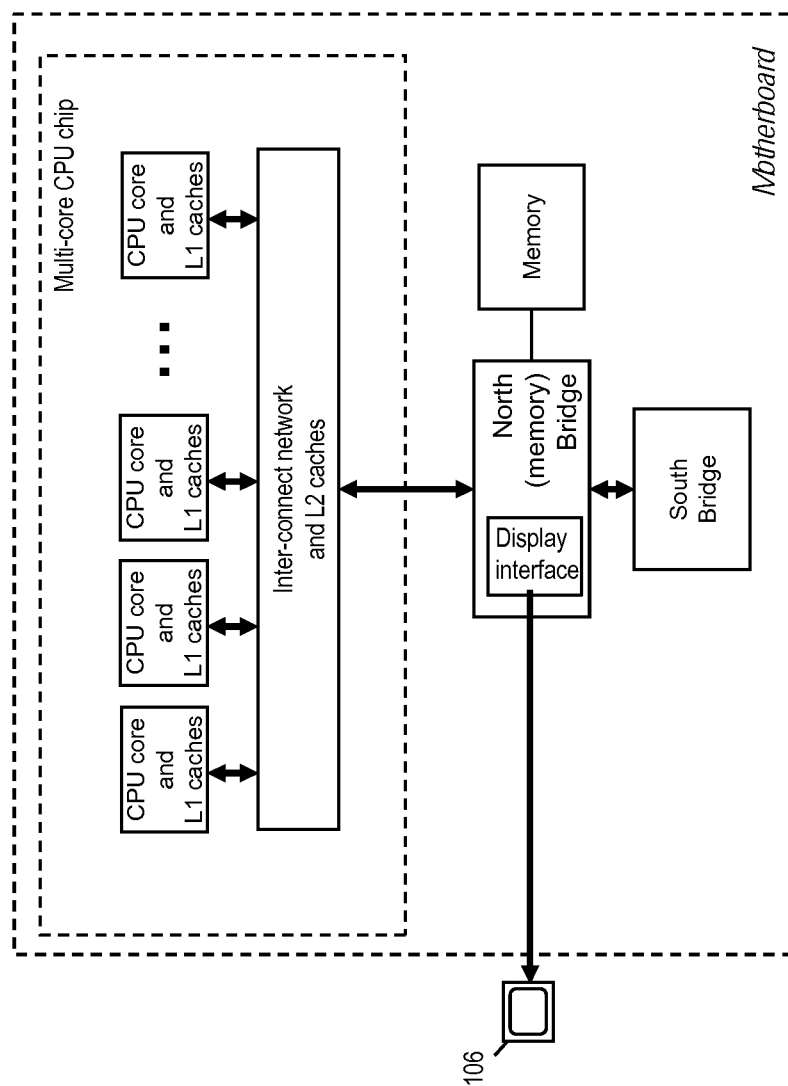 Multi-core CPU chip
CPU core
and
L1 caches
CPU core
and
L1 caches
CPU core
and
L1 caches
...
CPU core
and
L1 caches
Inter-connect network
and L2 caches
106
Display
interface
North
(memory)
Bridge
Memory
South
Bridge
Motherboard